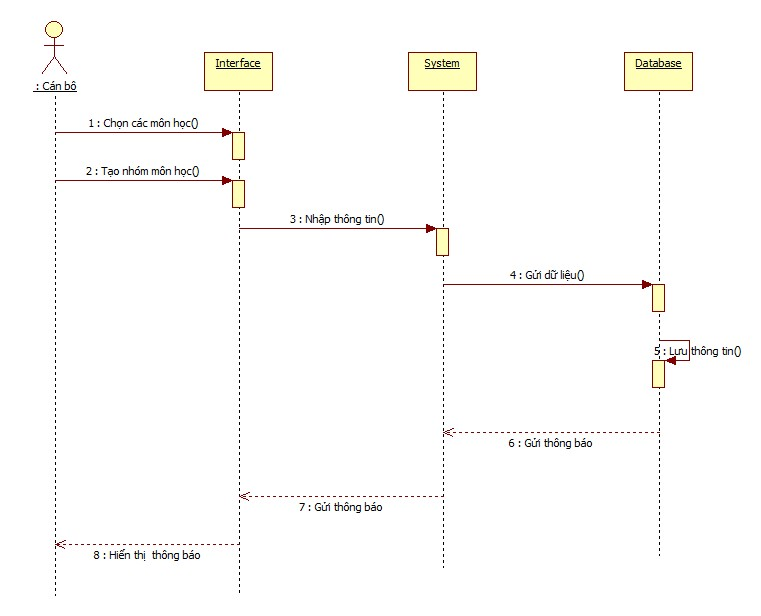 : Cán bô
Interface
System
Database
1 : Chọn các môn học()
2 : Tạo nhóm môn học()
3 : Nhập thông tin()
4 : Gửi dữ liệu()
5 : Lưu thông tin()
6 : Gửi thông báo
7 : Gửi thông báo
8 : Hiển thị thông báo